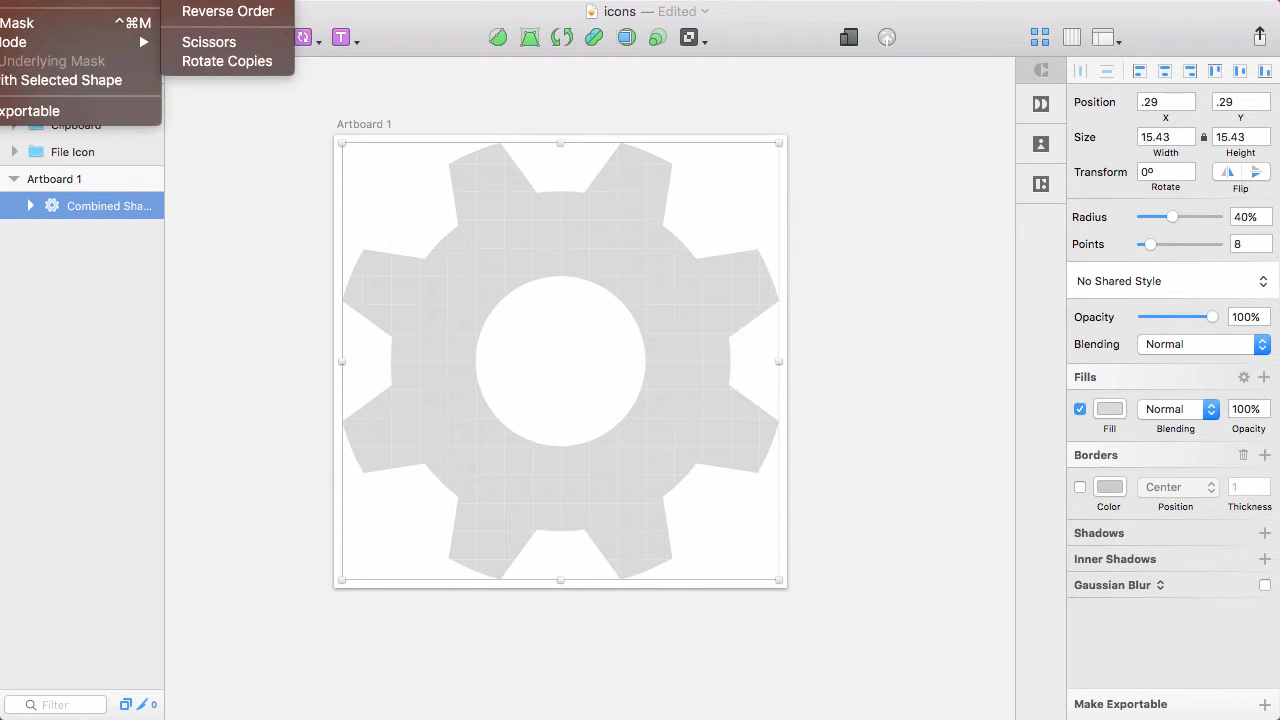 icons — Edited
Mask ^⌘M
Reverse Order
Scissors
Underlying Mask
Rotate Copies
with Selected Shape
Clipboard
File Icon
Artboard 1
Combined Sha...
Filter
0
Artboard 1
Position .29 .29
X Y
Size 15.43 15.43
Width Height
Transform 0º
Rotate Flip
Radius 40%
Points 8
No Shared Style
Opacity 100%
Blending Normal
Fills
Normal 100%
Fill Blending Opacity
Borders
Center 1
Color Position Thickness
Shadows
Inner Shadows
Gaussian Blur
Make Exportable